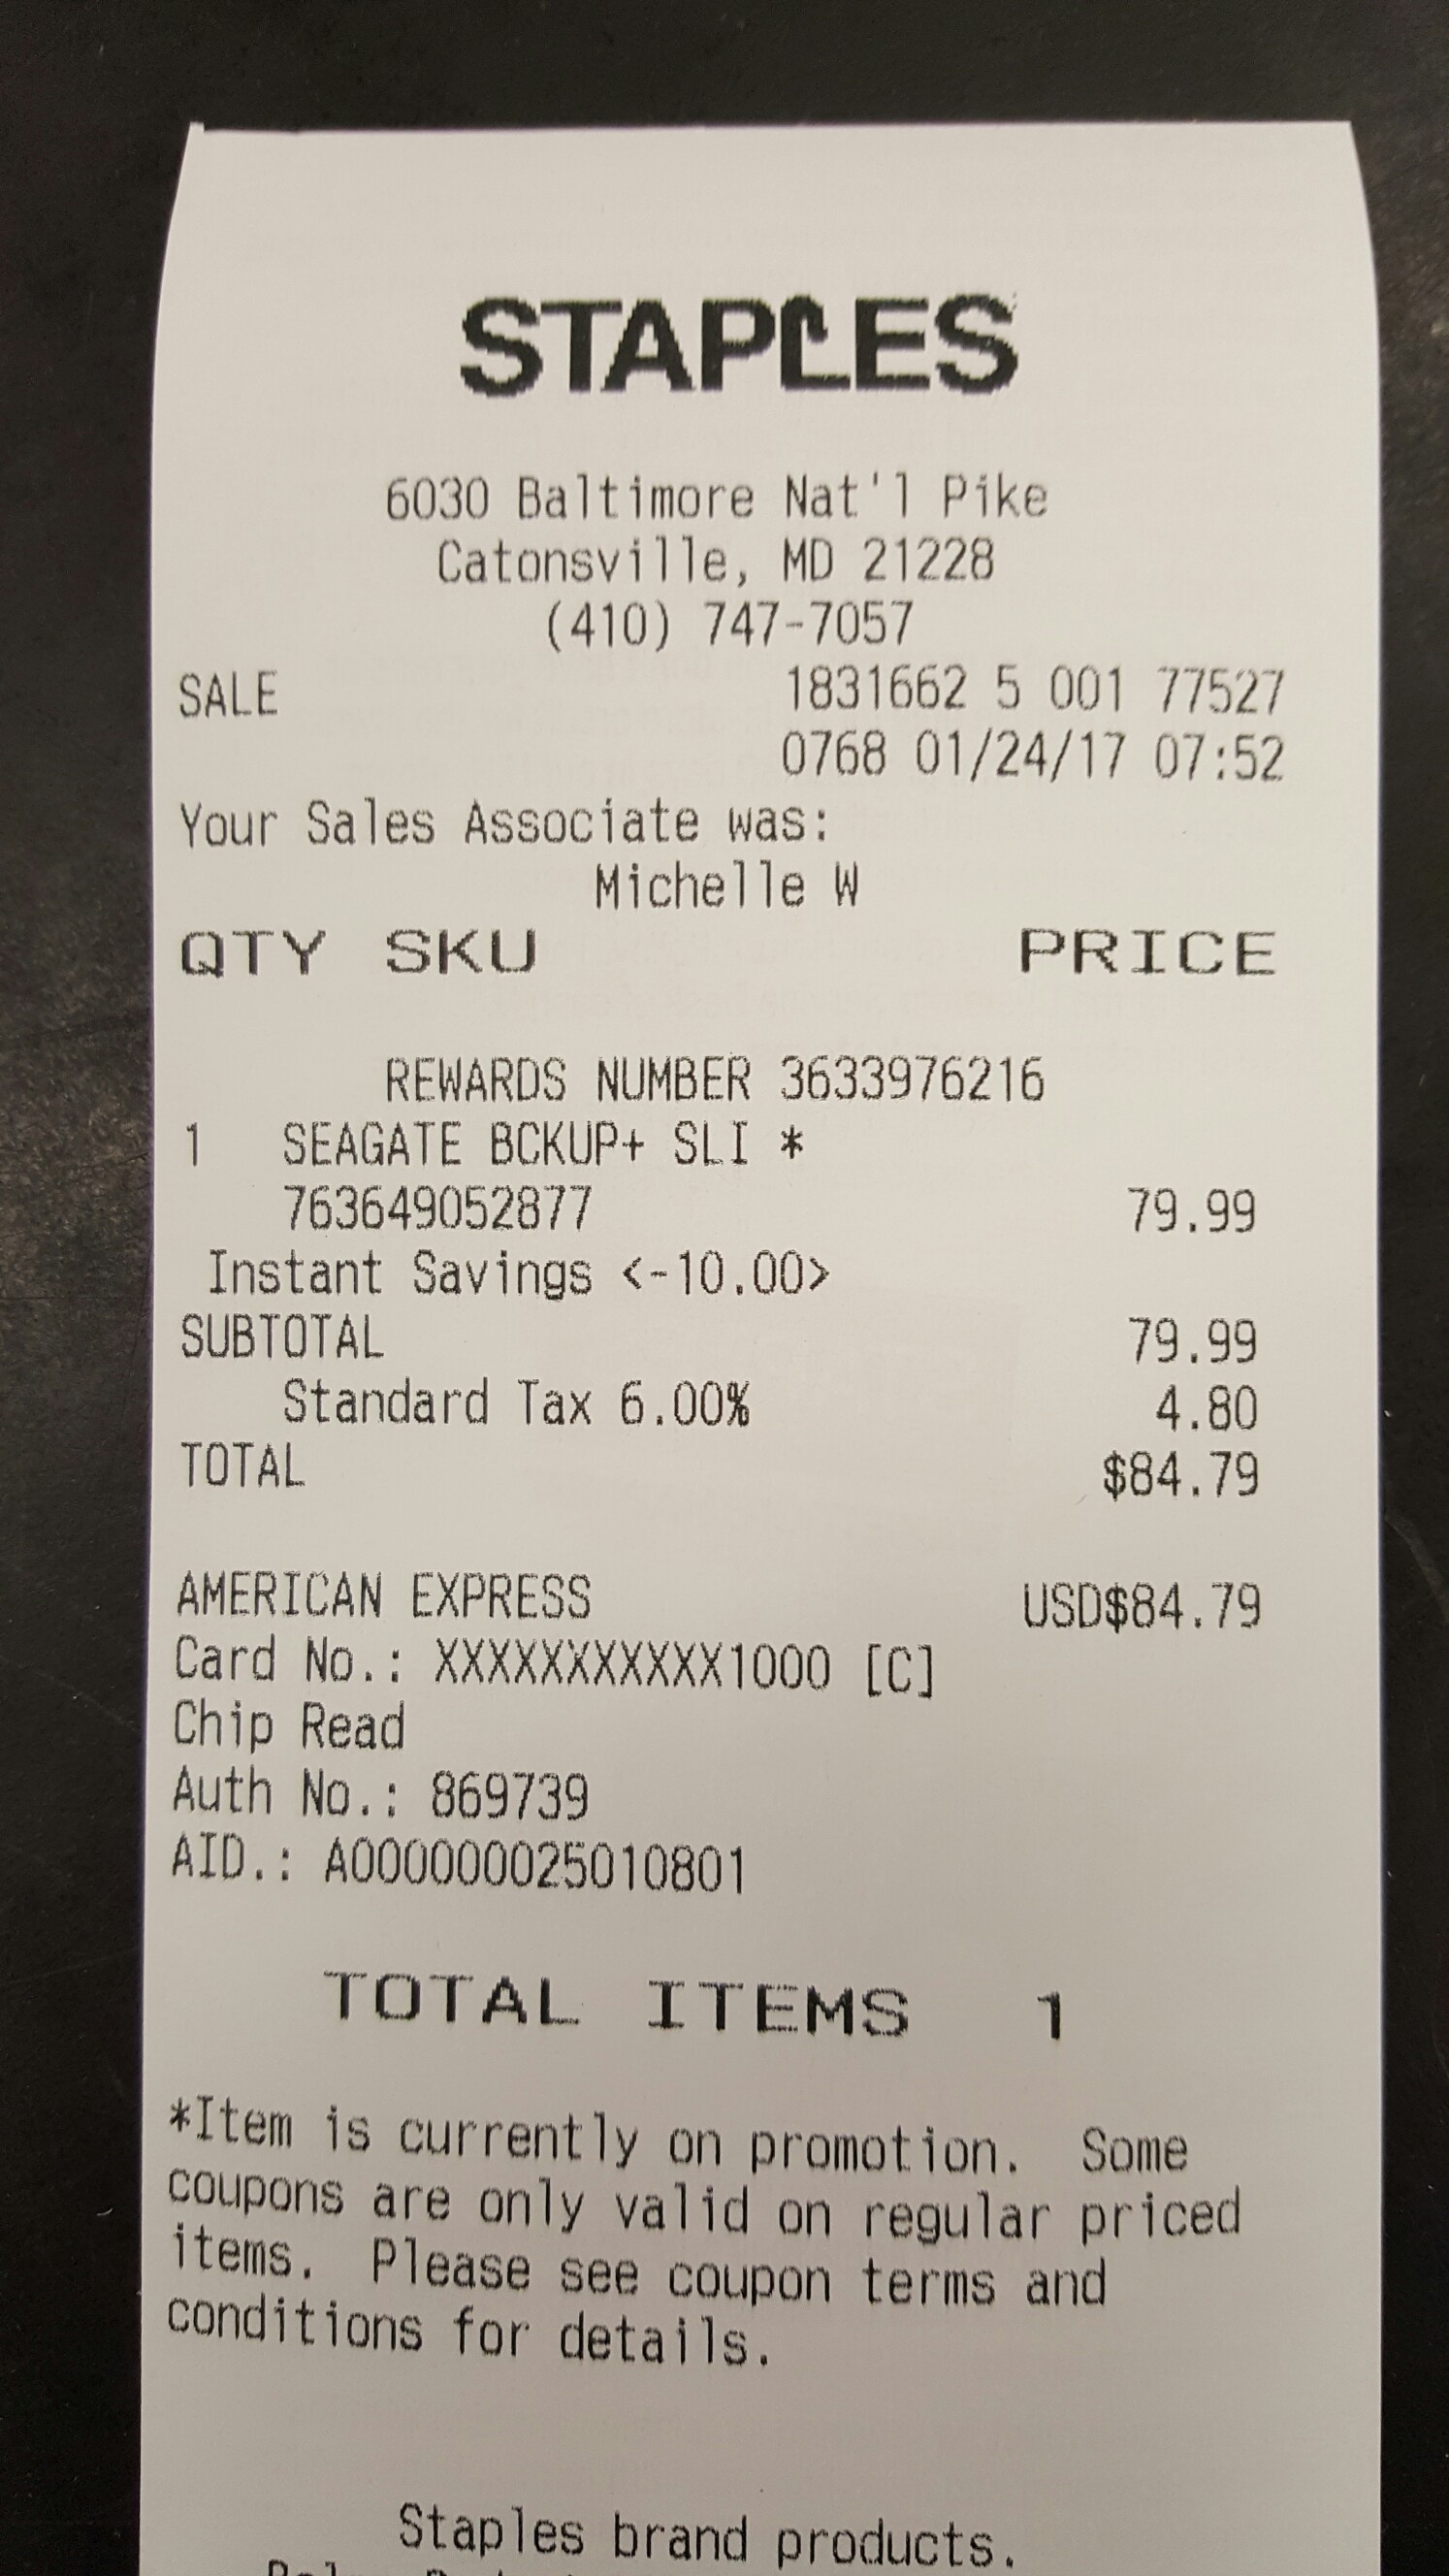 STAPLES
6030 Baltimore Nat'l Pike
Catonsville, MD 21228
(410) 747-7057
SALE 1831662 5 001 77527
0768 01/24/17 07:52
Your Sales Associate was:
Michelle W
QTY SKU PRICE
REWARDS NUMBER 3633976216
1 SEAGATE BCKUP+ SLI *
763649052877 79.99
Instant Savings <-10.00>
SUBTOTAL 79.99
Standard Tax 6.00% 4.80
TOTAL $84.79
AMERICAN EXPRESS USD$84.79
Card No.: XXXXXXXXXXX1000 [C]
Chip Read
Auth No.: 869739
AID.: A000000025010801
TOTAL ITEMS 1
*Item is currently on promotion. Some
coupons are only valid on regular priced
items. Please see coupon terms and
conditions for details.
Staples brand products.